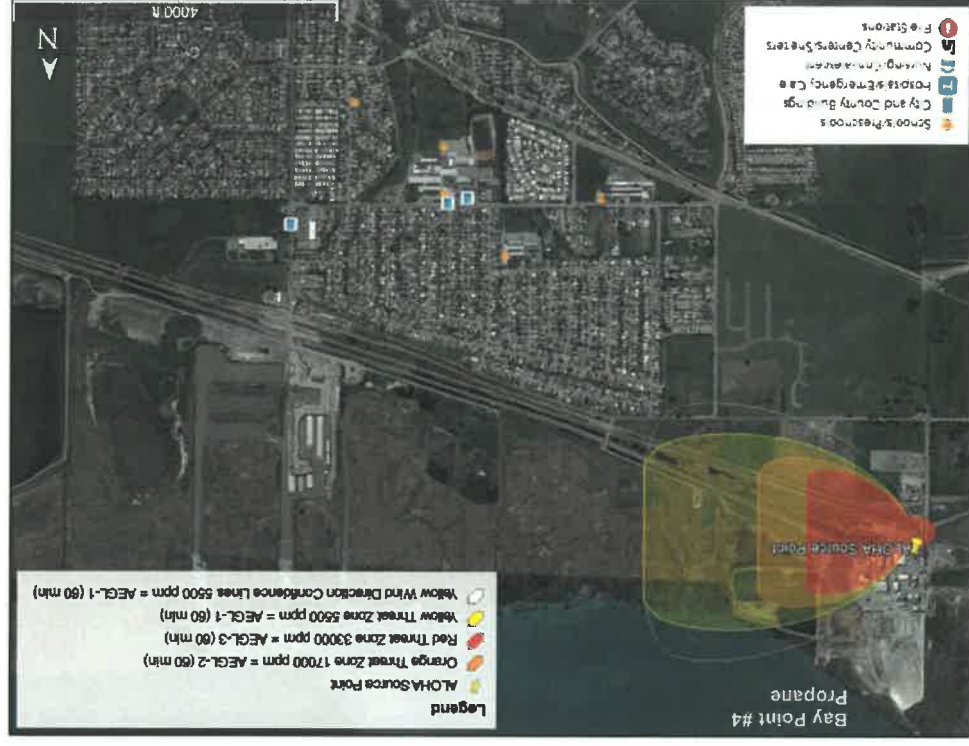 Bay Point #4
Propane
Legend
ALOHA Source Point
Orange Threat Zone 17000 ppm = AEGL-2 (60 min)
Red Threat Zone 33000 ppm = AEGL-3 (60 min)
Yellow Threat Zone 5500 ppm = AEGL-1 (60 min)
Yellow Wind Direction Confidence Lines 5500 ppm = AEGL-1 (60 min)
ALOHA Source Point
Schools/Preschools
City and County Buildings
Hospitals/Emergency Care
Community Centers/Shelters
Fire Stations
N
4000 ft